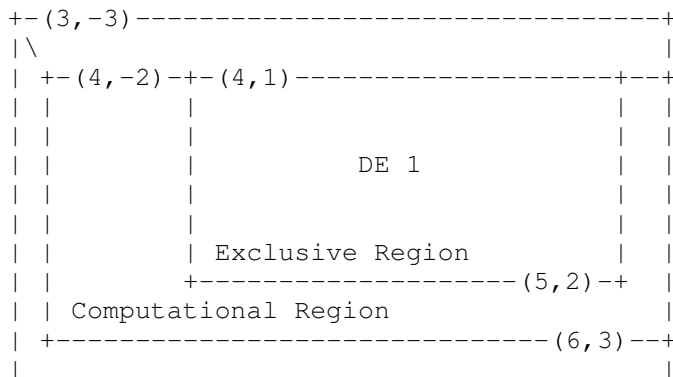 +-(3,-3)---------------------------------+
|\                                       |
| +-(4,-2)-+-(4,1)--------------------+--+
| |        |                          |  |
| |        |                          |  |
| |        |          DE 1            |  |
| |        |                          |  |
| |        |                          |  |
| |        | Exclusive Region         |  |
| |        +---------------------(5,2)-+  |
| | Computational Region                 |
| +-------------------------------(6,3)--+
|                                        |